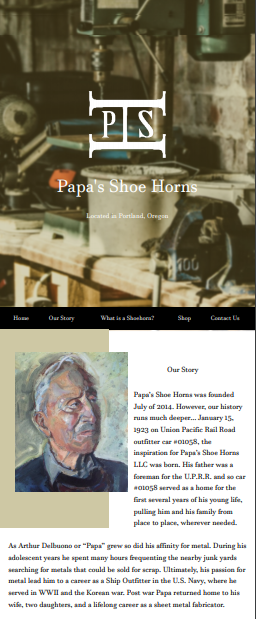 P S
Papa's Shoe Horns
Located in Portland, Oregon
Home Our Story What is a Shoehorn? Shop Contact Us
Our Story
Papa's Shoe Horns was founded
July of 2014. However, our history
runs much deeper... January 15,
1923 on Union Pacific Rail Road
outfitter car #01058, the
inspiration for Papa's Shoe Horns
LLC was born. His father was a
foreman for the U.P.R.R. and so car
#01058 served as a home for the
first several years of his young life,
pulling him and his family from
place to place, wherever needed.
As Arthur Delbuono or “Papa” grew so did his affinity for metal. During his
adolescent years he spent many hours frequenting the nearby junk yards
searching for metals that could be sold for scrap. Ultimately, his passion for
metal lead him to a career as a Ship Outfitter in the U.S. Navy, where he
served in WWII and the Korean war. Post war Papa returned home to his
wife, two daughters, and a lifelong career as a sheet metal fabricator.